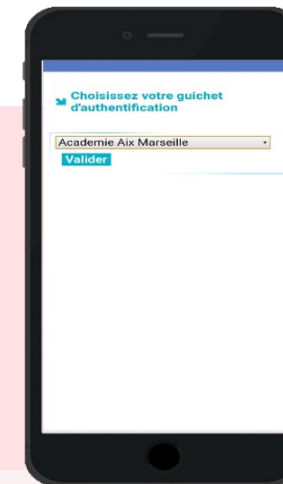 Choisissez votre guichet
d'authentification
Academie Aix Marseille
Valider